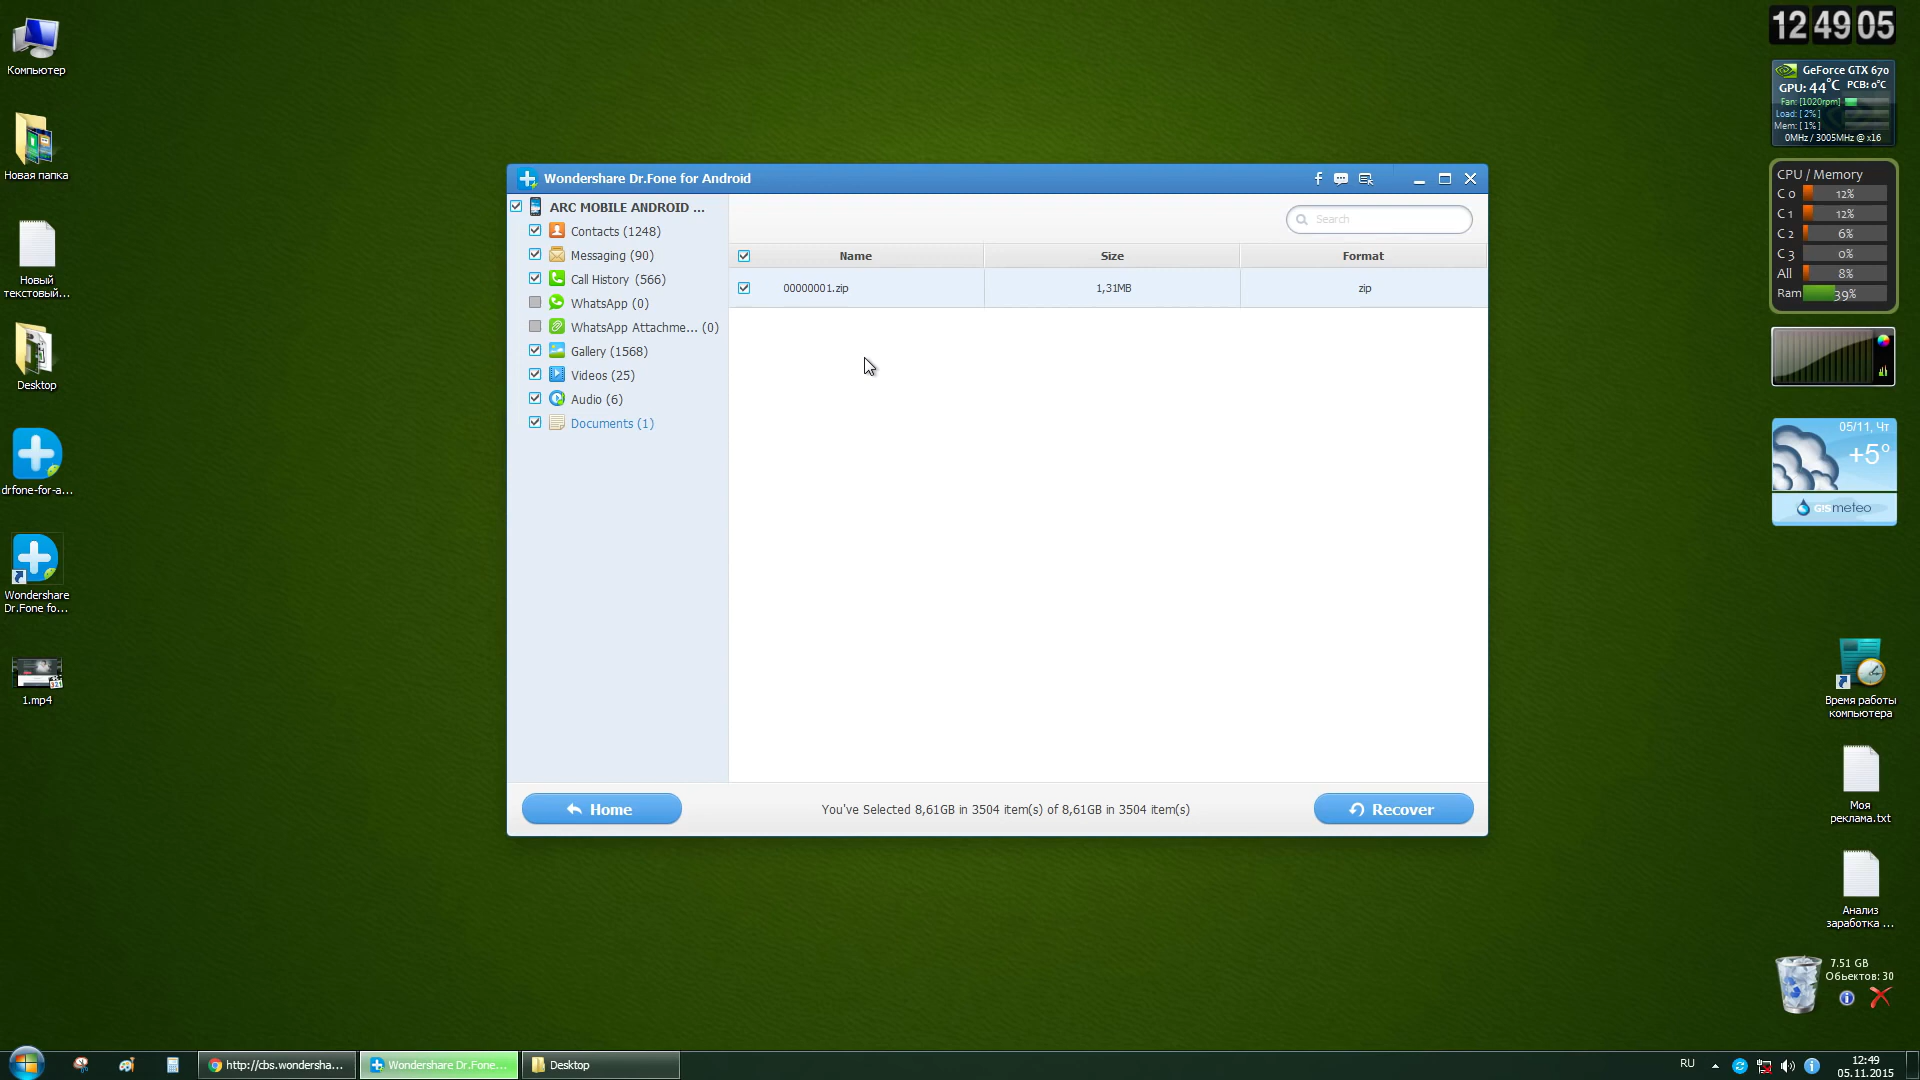 Компьютер
Новая папка
Новый
текстовый...
Desktop
drfone-for-a...
Wondershare
Dr.Fone fo...
1.mp4
Wondershare Dr.Fone for Android
ARC MOBILE ANDROID ...
Contacts (1248)
Messaging (90)
Call History (566)
WhatsApp (0)
WhatsApp Attachme... (0)
Gallery (1568)
Videos (25)
Audio (6)
Documents (1)
Search
Name Size Format
00000001.zip 1,31MB zip
Home
You've Selected 8,61GB in 3504 item(s) of 8,61GB in 3504 item(s)
Recover
12 49 05
GeForce GTX 670
GPU: 44°C PCB: 0°C
Fan: [1020rpm]
Load: [ 2% ]
Mem: [ 1% ]
0MHz / 3005MHz @ x16
CPU / Memory
C 0 12%
C 1 12%
C 2 6%
C 3 0%
All 8%
Ram 39%
05/11, Чт
+5°
GISmeteo
Время работы
компьютера
Моя
реклама.txt
Анализ
заработка ...
7.51 GB
Обьектов: 30
http://cbs.wondersha...
Wondershare Dr.Fone...
Desktop
RU
12:49
05.11.2015